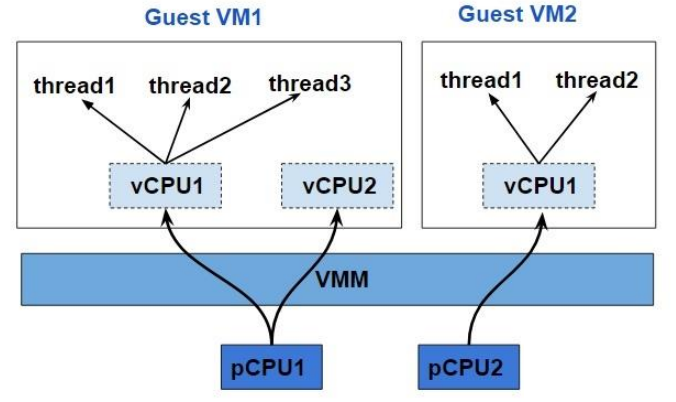 Guest VM1
Guest VM2
thread1 thread2 thread3
thread1 thread2
vCPU1
vCPU2
vCPU1
VMM
pCPU1
pCPU2